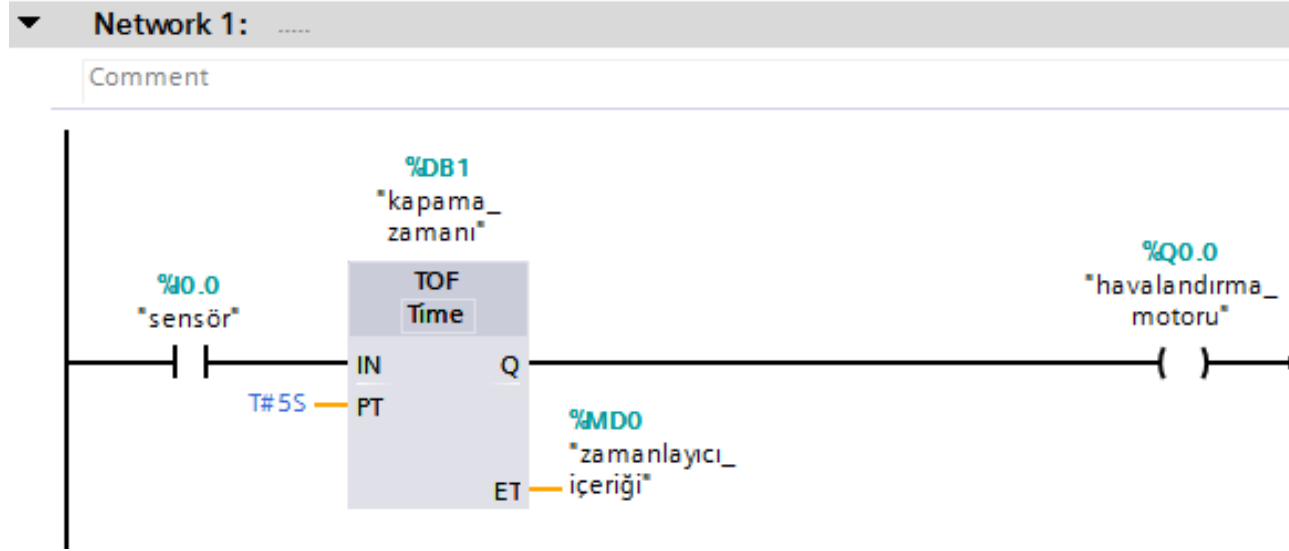 Network 1: .....
Comment
%DB1
"kapama_
zamanı"
%I0.0
"sensör"
TOF
Time
IN
Q
T#5S
PT
%MD0
"zamanlayıcı_
içeriği"
ET
%Q0.0
"havalandırma_
motoru"